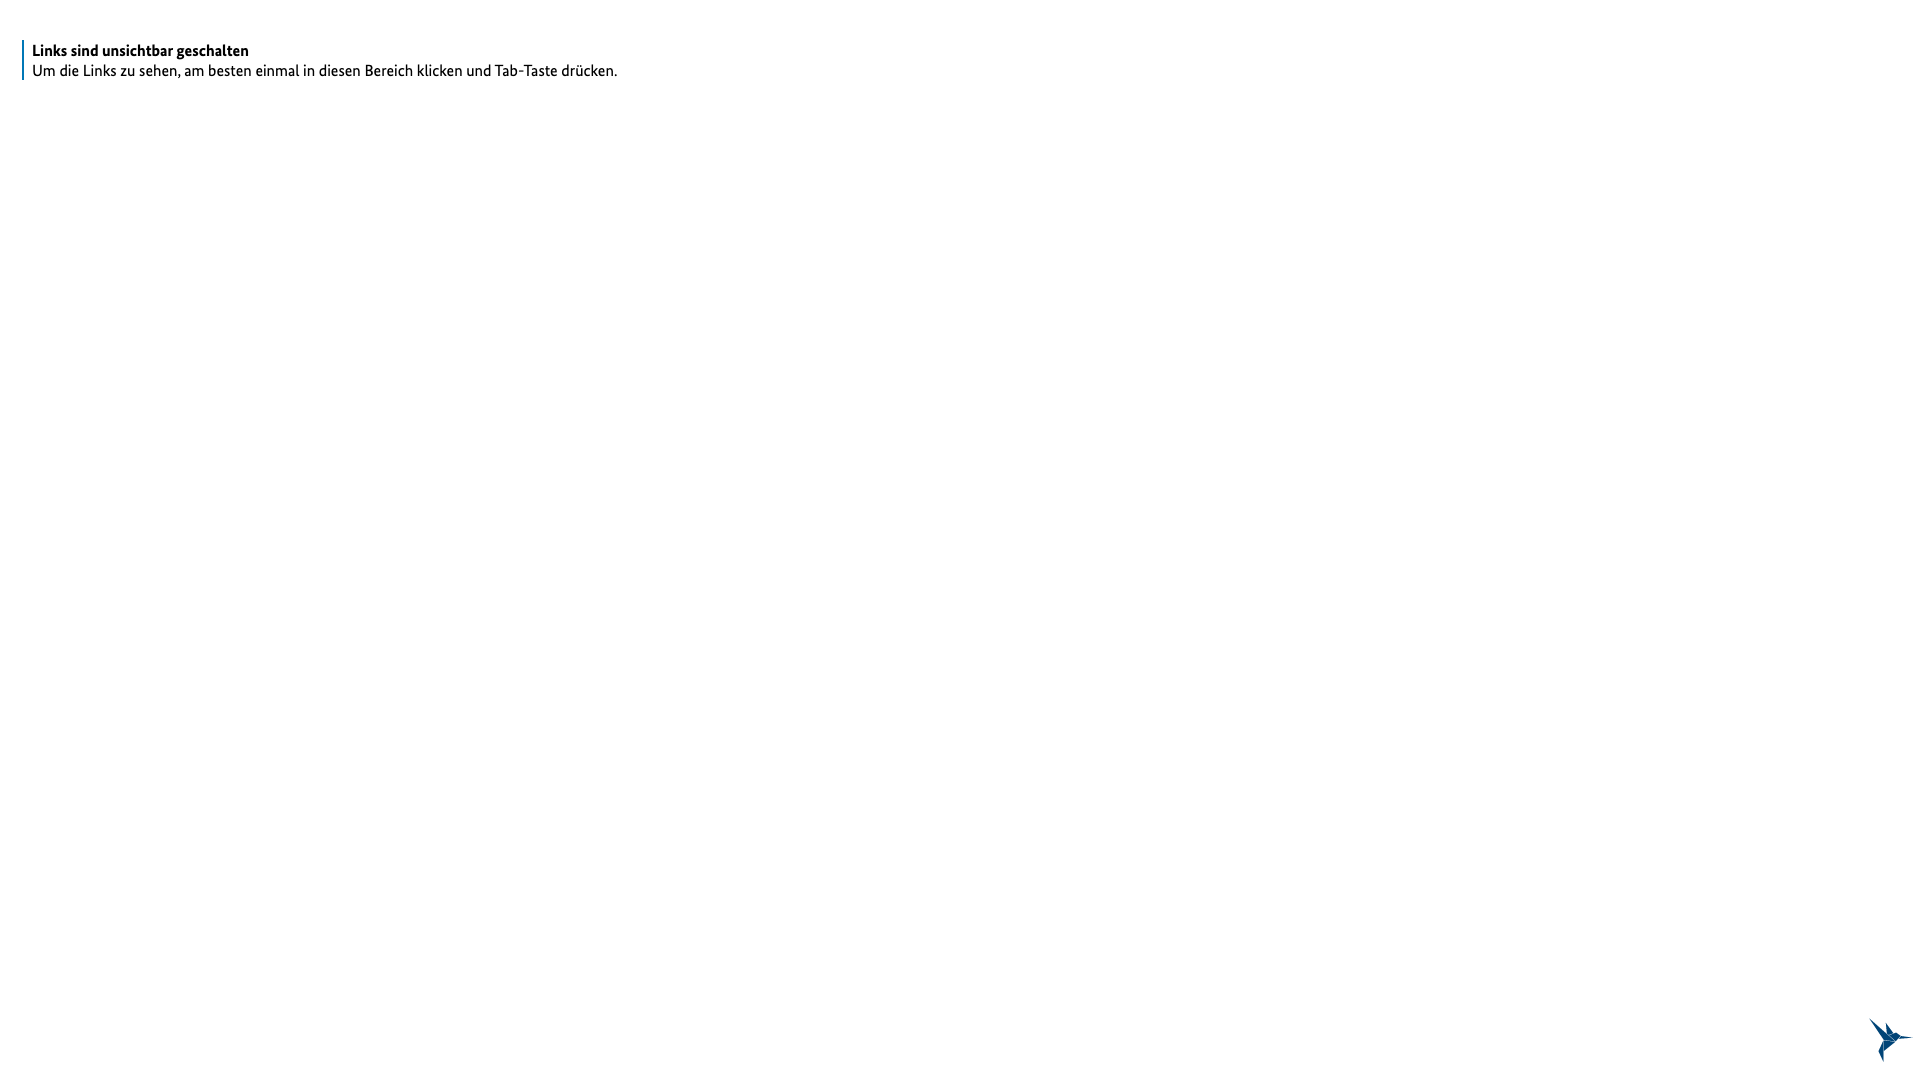 Links sind unsichtbar geschalten
Um die Links zu sehen, am besten einmal in diesen Bereich klicken und Tab-Taste drücken.